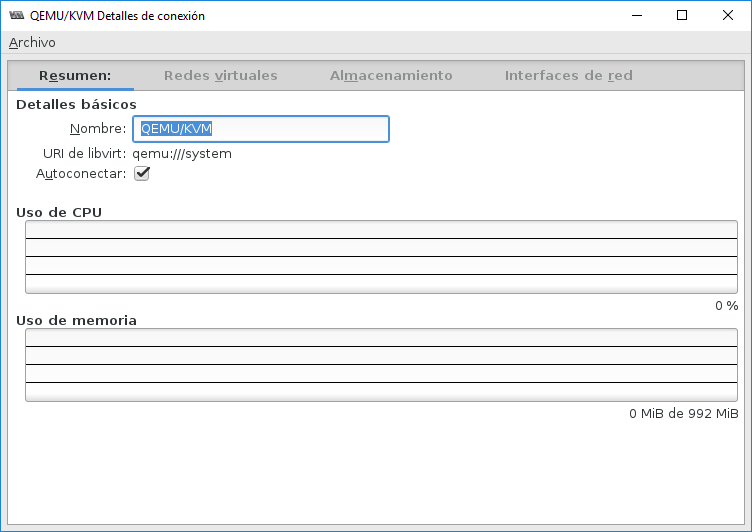 QEMU/KVM Detalles de conexión
Archivo
Resumen: Redes virtuales Almacenamiento Interfaces de red
Detalles básicos
Nombre: QEMU/KVM
URI de libvirt: qemu:///system
Autoconectar:
Uso de CPU
0 %
Uso de memoria
0 MiB de 992 MiB